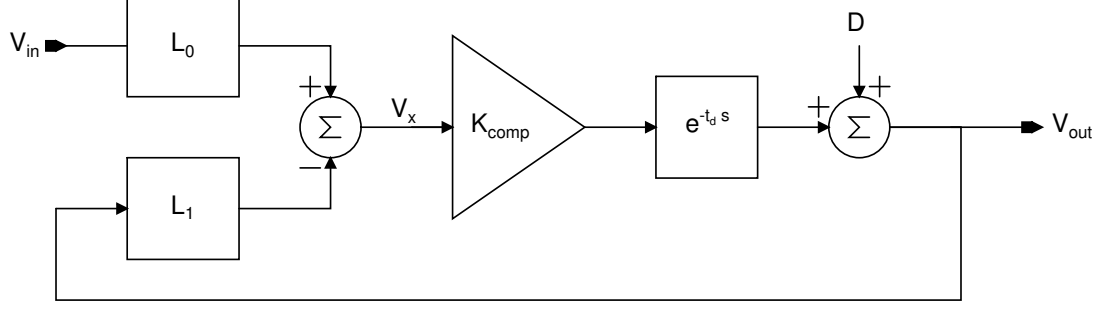 D
V_in
L_0
+
+
+
Σ
V_x
K_comp
e^{-t_d s}
Σ
V_out
−
L_1